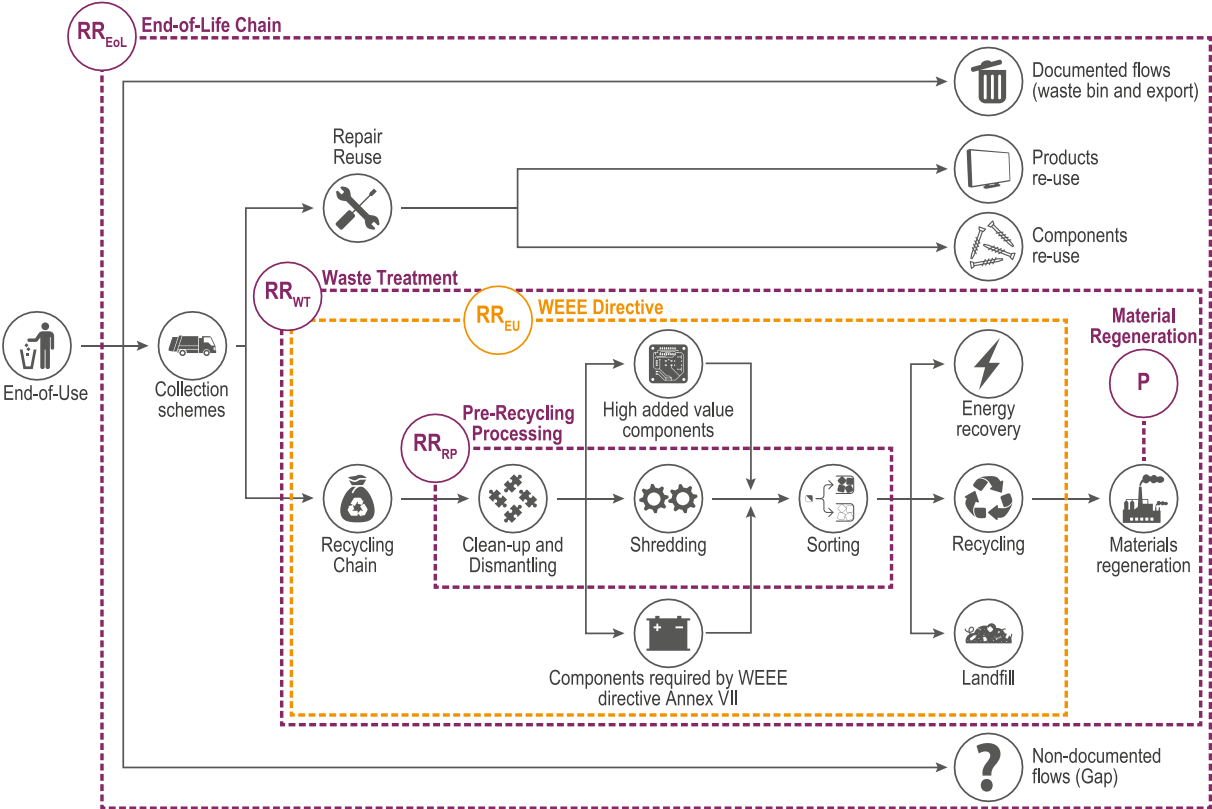 RR EoL
End-of-Life Chain
Documented flows
(waste bin and export)
Repair
Reuse
Products
re-use
Components
re-use
RR WT
Waste Treatment
RR EU
WEEE Directive
Material
Regeneration
P
End-of-Use
Collection
schemes
High added value
components
Energy
recovery
RR RP
Pre-Recycling
Processing
Recycling
Chain
Clean-up and
Dismantling
Shredding
Sorting
Recycling
Materials
regeneration
Components required by WEEE
directive Annex VII
Landfill
?
Non-documented
flows (Gap)